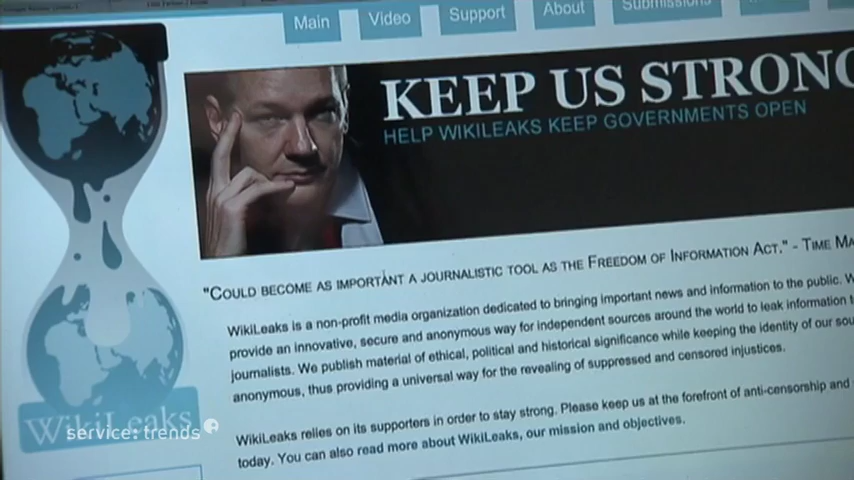 Main Video Support About Submissions
KEEP US STRONG
HELP WIKILEAKS KEEP GOVERNMENTS OPEN
"COULD BECOME AS IMPORTANT A JOURNALISTIC TOOL AS THE FREEDOM OF INFORMATION ACT." - TIME MA
WikiLeaks is a non-profit media organization dedicated to bringing important news and information to the public. W
provide an innovative, secure and anonymous way for independent sources around the world to leak information t
journalists. We publish material of ethical, political and historical significance while keeping the identity of our sou
anonymous, thus providing a universal way for the revealing of suppressed and censored injustices.
WikiLeaks relies on its supporters in order to stay strong. Please keep us at the forefront of anti-censorship and
today. You can also read more about WikiLeaks, our mission and objectives.
WikiLeaks
service: trends